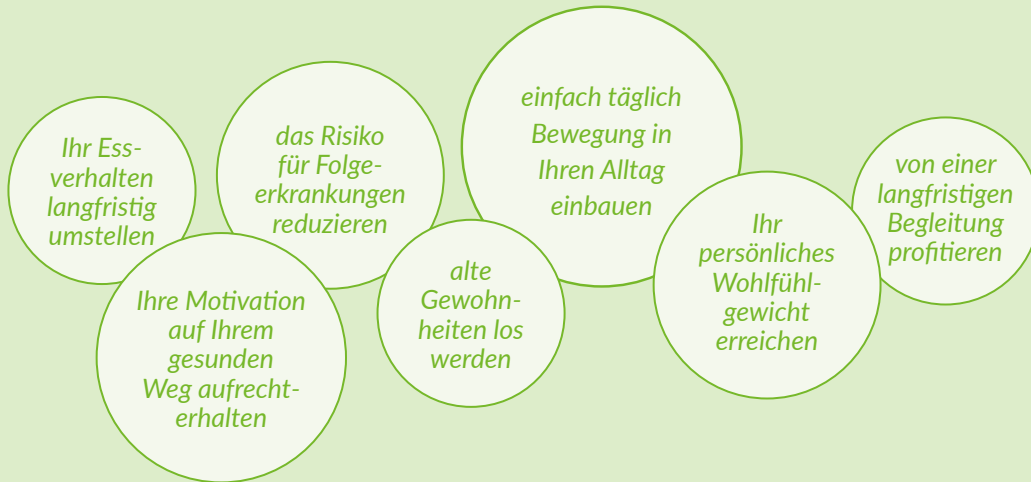 Ihr Ess-
verhalten
langfristig
umstellen
das Risiko
für Folge-
erkrankungen
reduzieren
einfach täglich
Bewegung in
Ihren Alltag
einbauen
von einer
langfristigen
Begleitung
profitieren
Ihre Motivation
auf Ihrem
gesunden
Weg aufrecht-
erhalten
alte
Gewohn-
heiten los
werden
Ihr
persönliches
Wohlfühl-
gewicht
erreichen